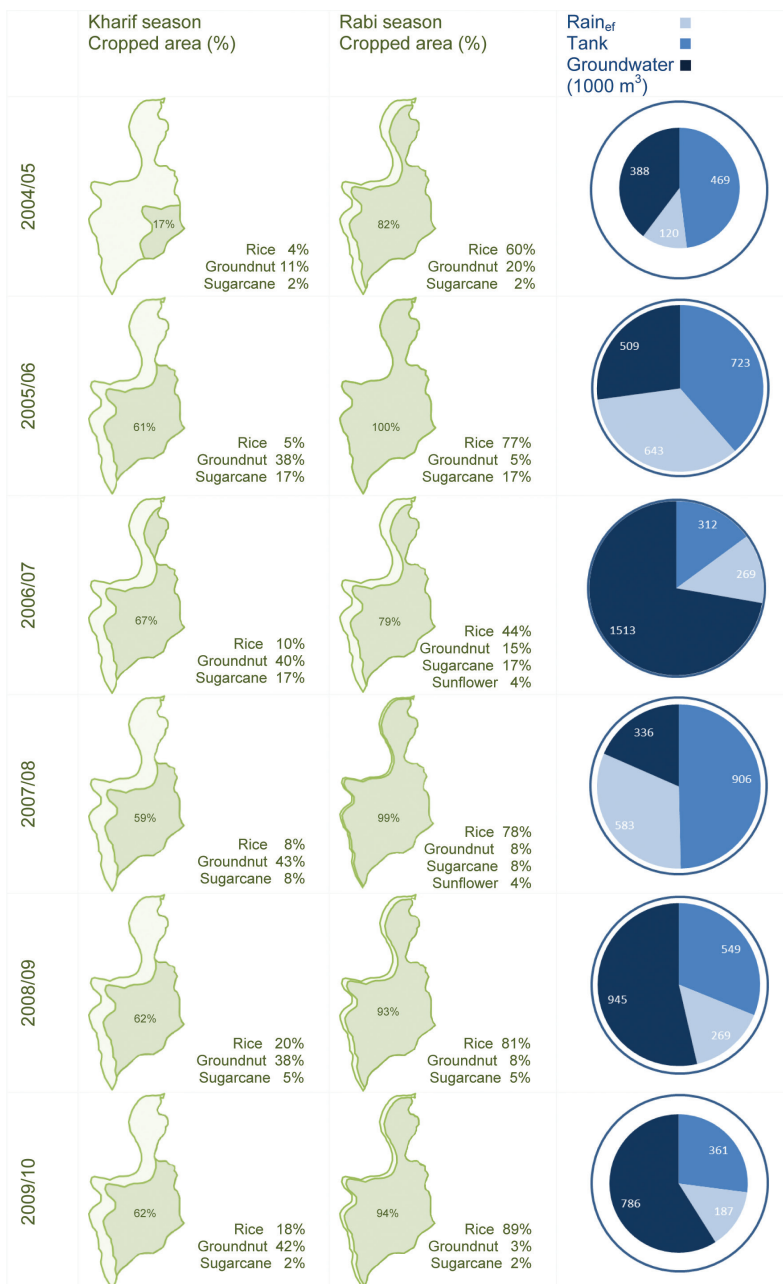 Kharif season
Cropped area (%)
Rabi season
Cropped area (%)
Rain_ef
Tank
Groundwater
(1000 m³)
2004/05
17%
Rice 4%
Groundnut 11%
Sugarcane 2%
82%
Rice 60%
Groundnut 20%
Sugarcane 2%
388
469
120
2005/06
61%
Rice 5%
Groundnut 38%
Sugarcane 17%
100%
Rice 77%
Groundnut 5%
Sugarcane 17%
509
723
643
2006/07
67%
Rice 10%
Groundnut 40%
Sugarcane 17%
79%
Rice 44%
Groundnut 15%
Sugarcane 17%
Sunflower 4%
312
269
1513
2007/08
59%
Rice 8%
Groundnut 43%
Sugarcane 8%
99%
Rice 78%
Groundnut 8%
Sugarcane 8%
Sunflower 4%
336
906
583
2008/09
62%
Rice 20%
Groundnut 38%
Sugarcane 5%
93%
Rice 81%
Groundnut 8%
Sugarcane 5%
549
945
269
2009/10
62%
Rice 18%
Groundnut 42%
Sugarcane 2%
94%
Rice 89%
Groundnut 3%
Sugarcane 2%
361
786
187